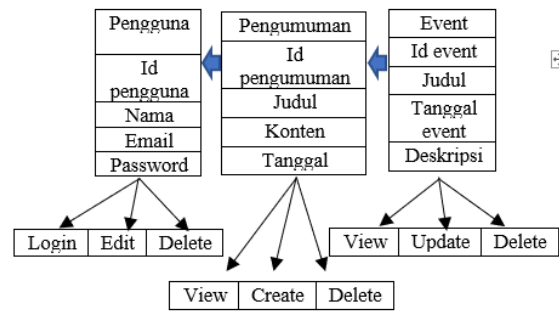 Pengguna
Id
pengguna
Nama
Email
Password
Pengumuman
Id
pengumuman
Judul
Konten
Tanggal
Event
Id event
Judul
Tanggal
event
Deskripsi
Login Edit Delete
View Create Delete
View Update Delete